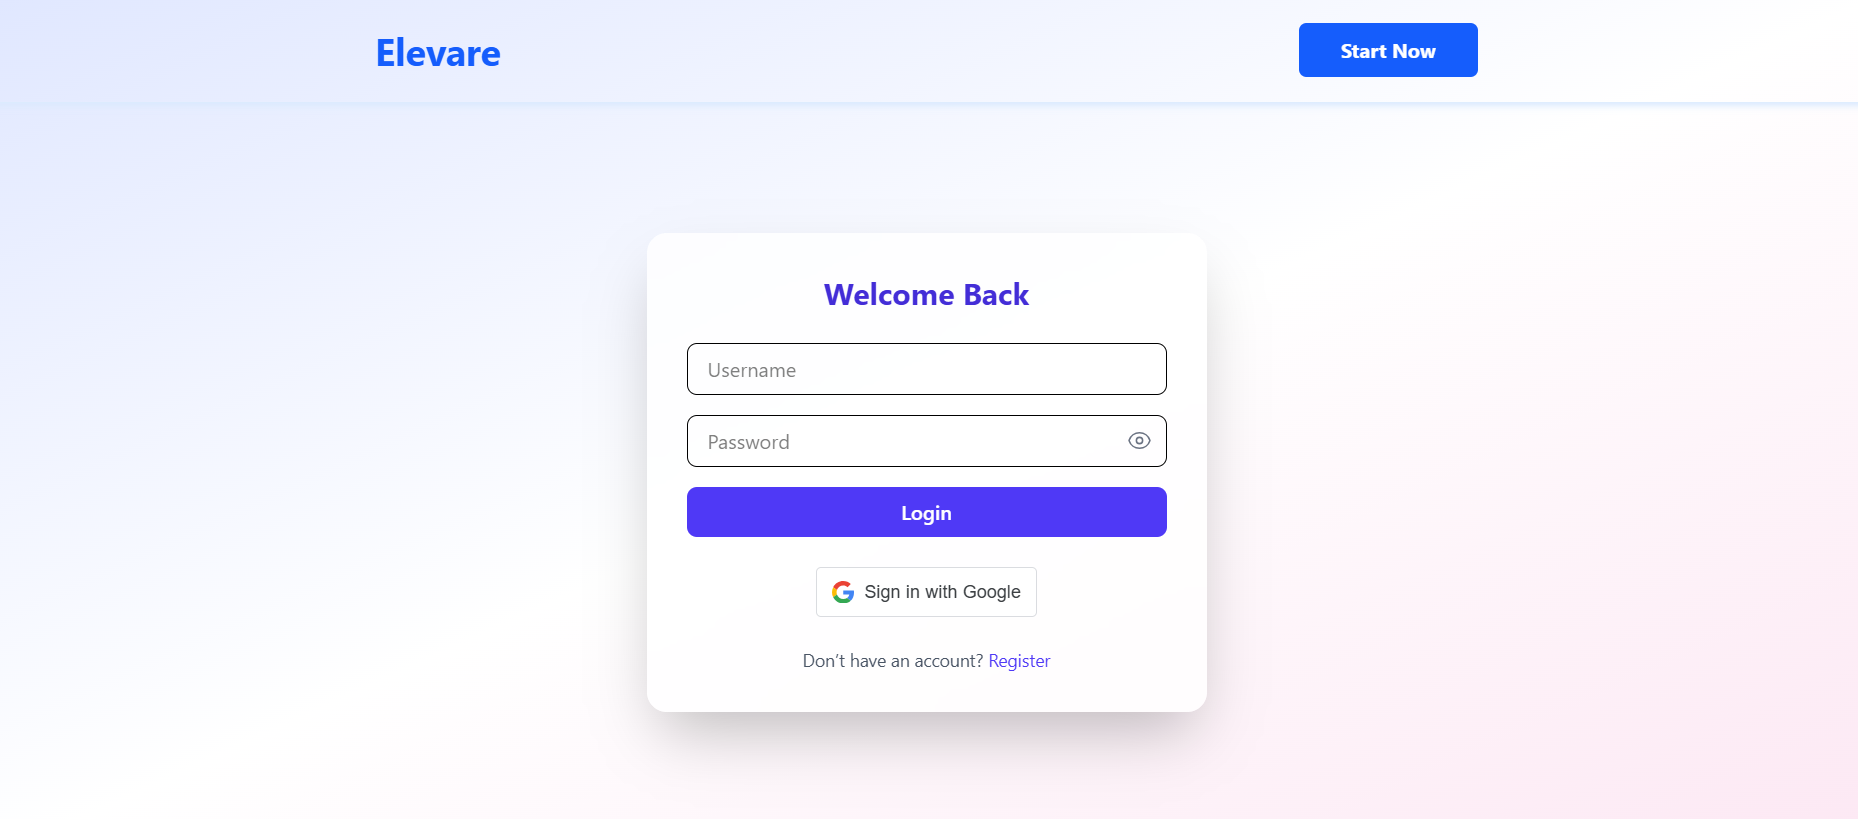 Elevare
Start Now
Welcome Back
Username
Password
Login
Sign in with Google
Don’t have an account? Register